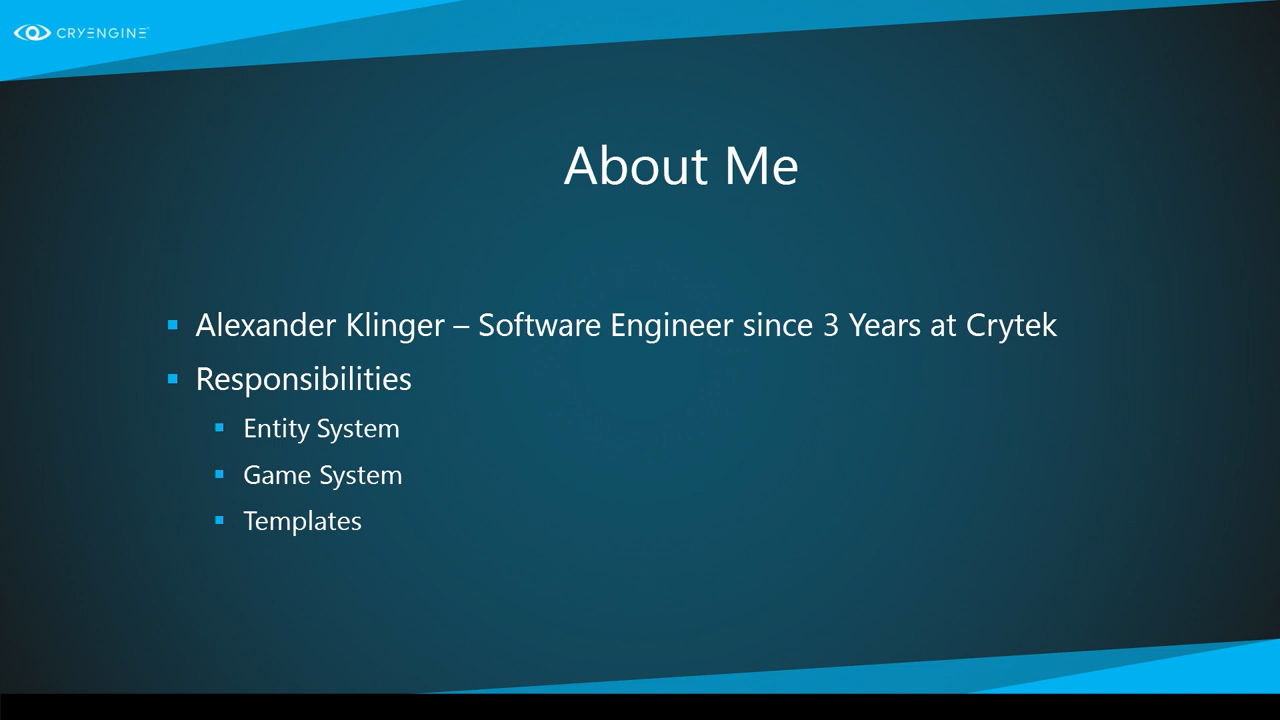 CRYENGINE
About Me
Alexander Klinger – Software Engineer since 3 Years at Crytek
Responsibilities
Entity System
Game System
Templates